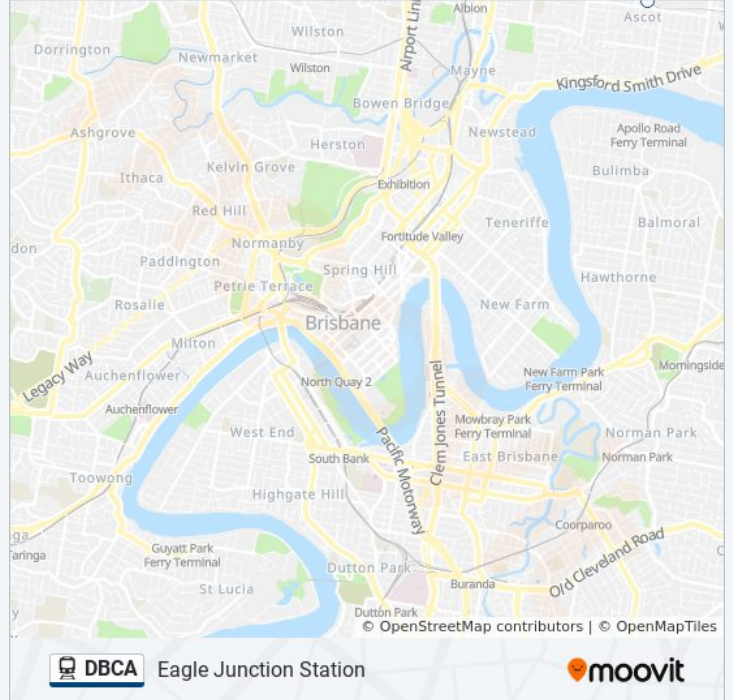 Albion
Ascot
Wilston
Dorrington
Newmarket
Wilston
Airport Lin
Mayne
Kingsford Smith Drive
Bowen Bridge
Ashgrove
Newstead
Apollo Road
Ferry Terminal
Herston
Kelvin Grove
Bulimba
Ithaca
Exhibition
Red Hill
Teneriffe
Balmoral
Normanby
Fortitude Valley
don
Paddington
Spring Hill
Hawthorne
Petrie Terrace
Rosalie
New Farm
Brisbane
Milton
Legacy Way
Auchenflower
North Quay 2
New Farm Park
Ferry Terminal
Morningside
Clem Jones Tunnel
Auchenflower
Mowbray Park
Ferry Terminal
West End
Norman Park
Pacific Motorway
South Bank
East Brisbane
Norman Park
Toowong
Highgate Hill
Coorparoo
ga
Taringa
Guyatt Park
Ferry Terminal
Old Cleveland Road
Dutton Park
Buranda
St Lucia
Dutton Park
© OpenStreetMap contributors | © OpenMapTiles
DBCA Eagle Junction Station
moovit